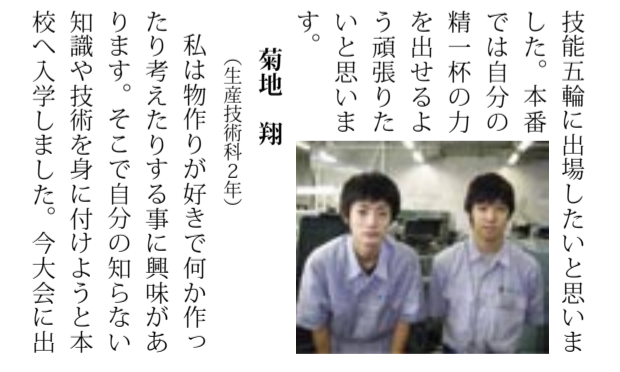 技能五輪に出場したいと思いま
した。本番
では自分の
精一杯の力
を出せるよ
う頑張りた
いと思いま
す。
菊地　翔
（生産技術科２年）
私は物作りが好きで何か作っ
たり考えたりする事に興味があ
ります。そこで自分の知らない
知識や技術を身に付けようと本
校へ入学しました。今大会に出